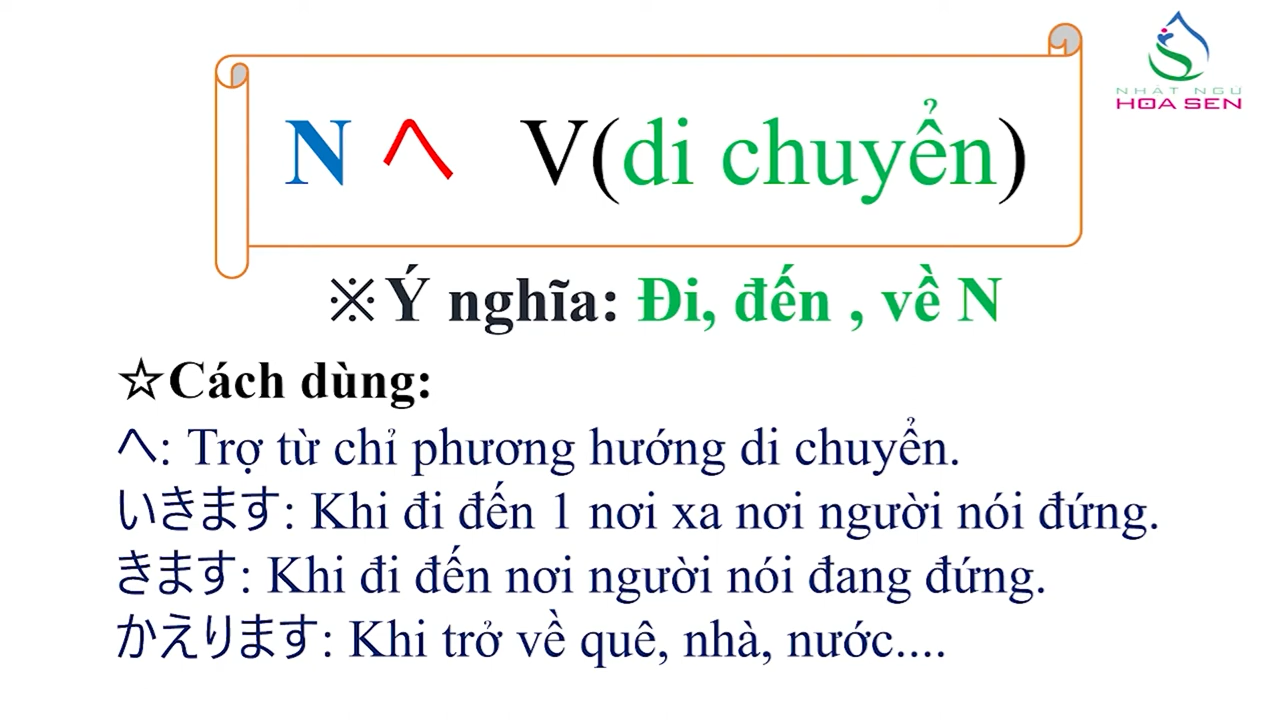 NHẬT NGỮ
HOA SEN
N へ V(di chuyển)
※Ý nghĩa: Đi, đến , về N
☆Cách dùng:
へ: Trợ từ chỉ phương hướng di chuyển.
いきます: Khi đi đến 1 nơi xa nơi người nói đứng.
きます: Khi đi đến nơi người nói đang đứng.
かえります: Khi trở về quê, nhà, nước....